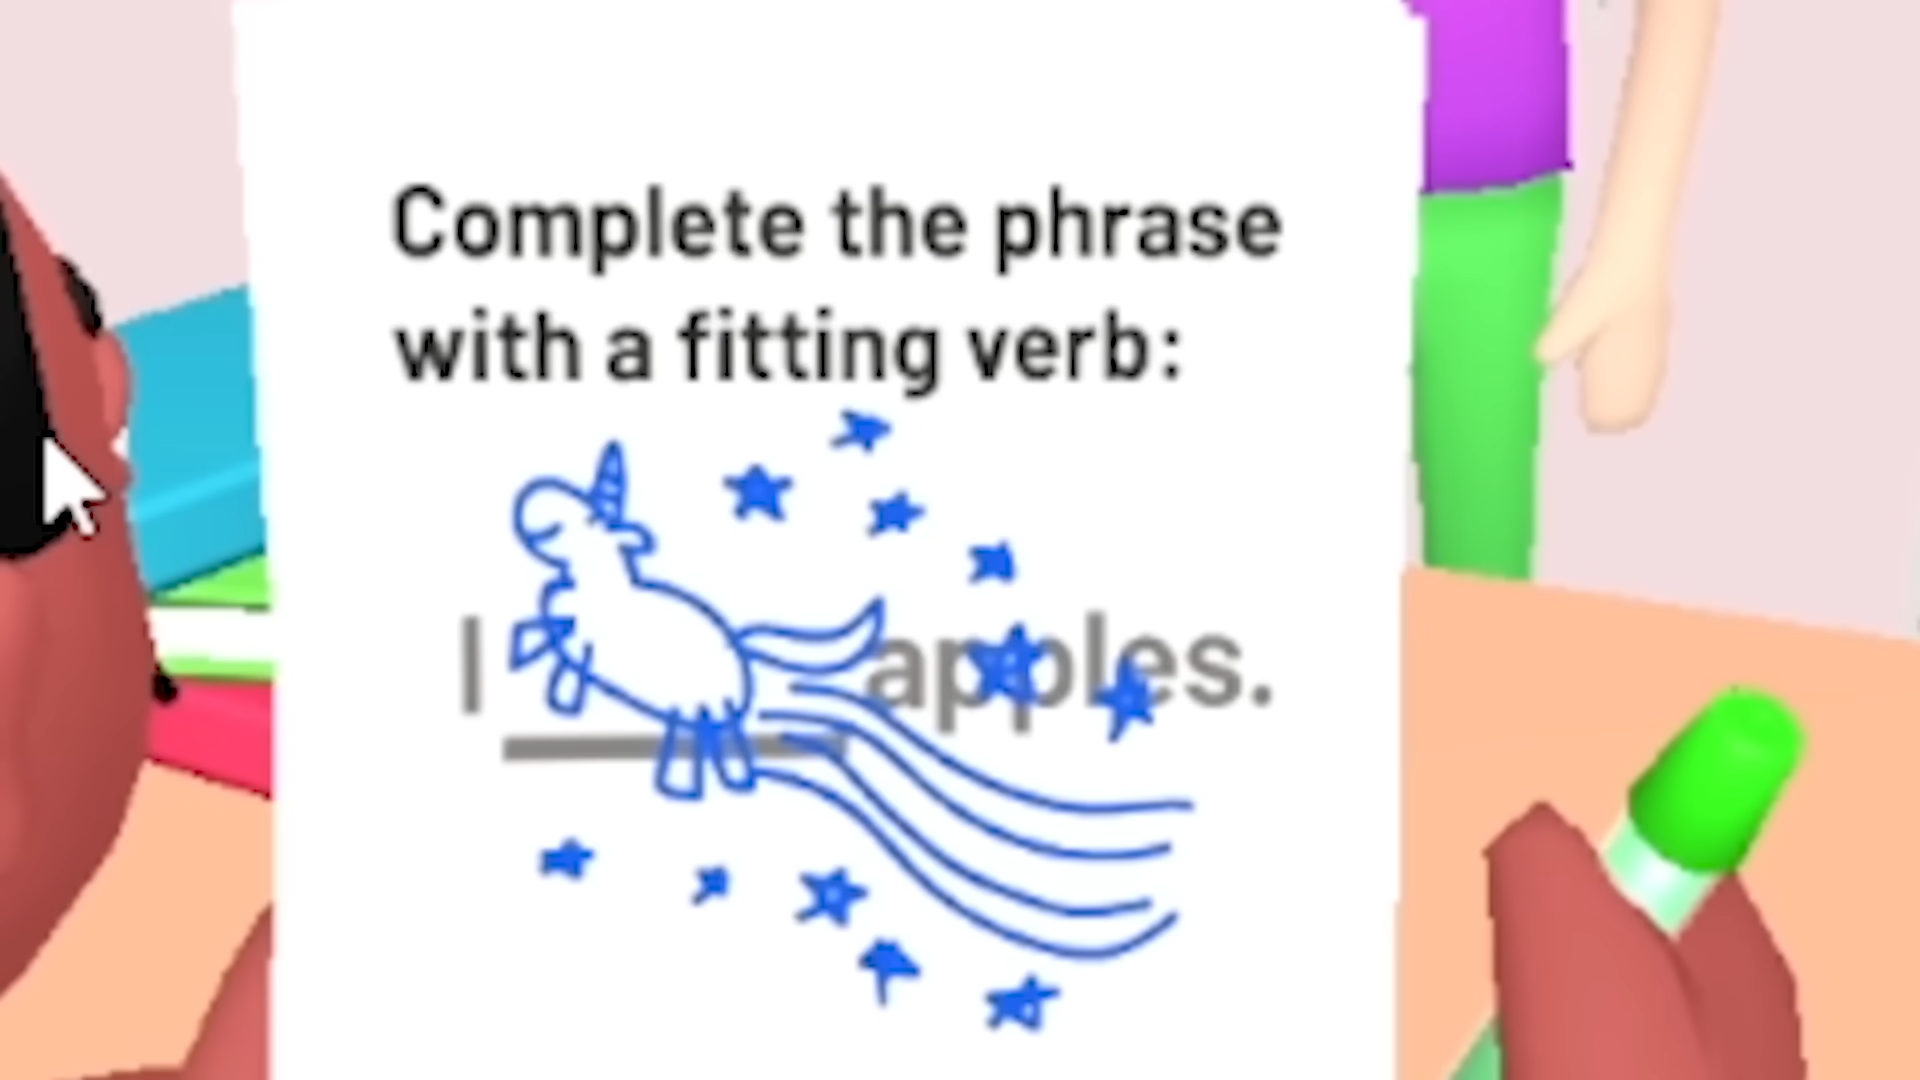 Complete the phrase
with a fitting verb:
I ____ apples.